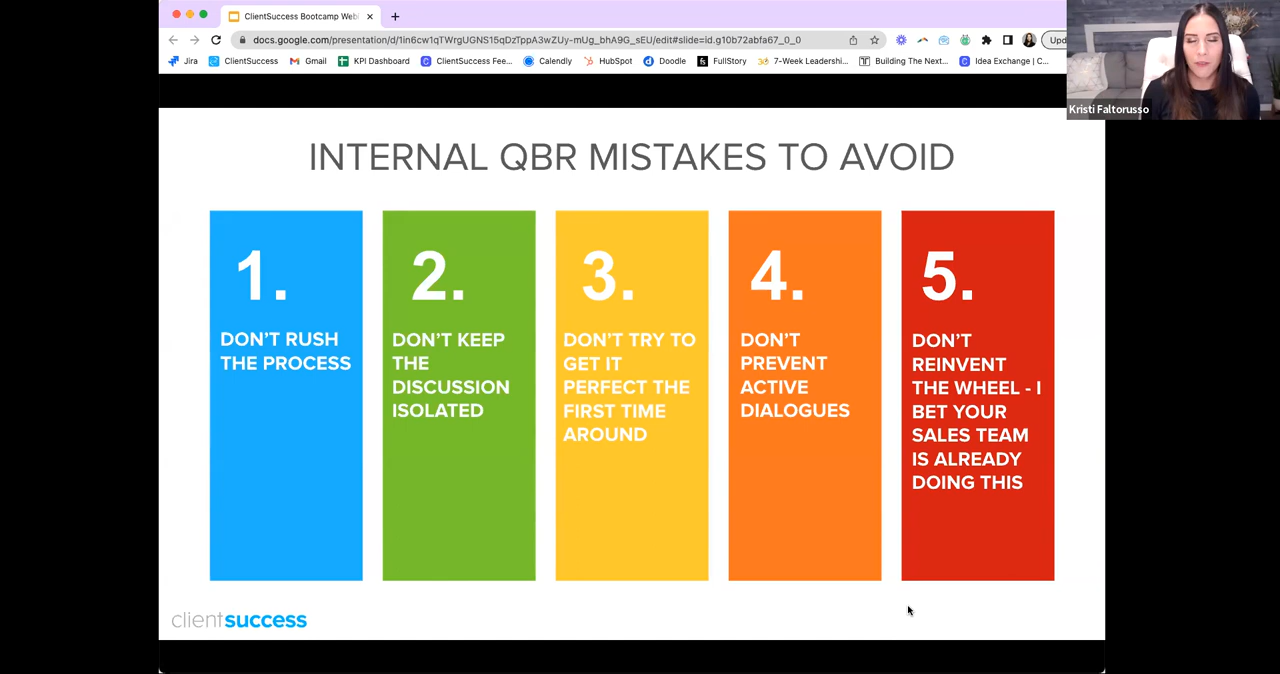 ClientSuccess Bootcamp Webi
docs.google.com/presentation/d/1In6cw1qTWrgUGNS15qDzTppA3wZUy-mUg_bhA9G_sEU/edit#slide=id.g10b72abfa67_0_0
Upd
Jira ClientSuccess Gmail KPI Dashboard ClientSuccess Fee... Calendly HubSpot Doodle FullStory 7-Week Leadershi... Building The Next... Idea Exchange | C...
Kristi Faltorusso
INTERNAL QBR MISTAKES TO AVOID
1.
DON'T RUSH
THE PROCESS
2.
DON'T KEEP
THE
DISCUSSION
ISOLATED
3.
DON'T TRY TO
GET IT
PERFECT THE
FIRST TIME
AROUND
4.
DON'T
PREVENT
ACTIVE
DIALOGUES
5.
DON'T
REINVENT
THE WHEEL - I
BET YOUR
SALES TEAM
IS ALREADY
DOING THIS
clientsuccess